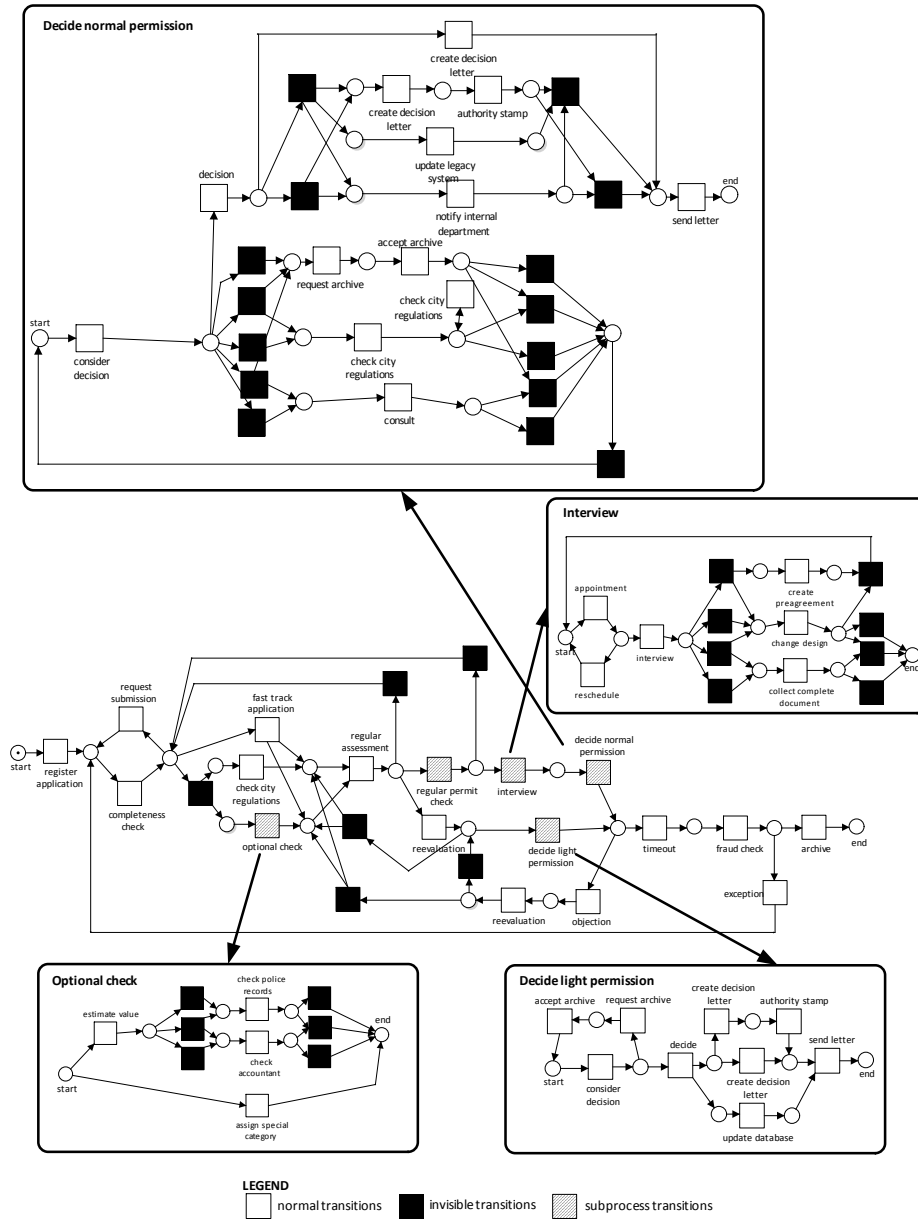 Decide normal permission
create decision
letter
create decision
letter
authority stamp
update legacy
system
decision
notify internal
department
send letter
end
accept archive
request archive
check city
regulations
start
consider
decision
check city
regulations
consult
Interview
appointment
create
preagreement
start
interview
change design
end
reschedule
collect complete
document
request
submission
fast track
application
regular
assessment
decide normal
permission
start
register
application
check city
regulations
regular permit
check
interview
completeness
check
optional check
reevaluation
decide light
permission
timeout
fraud check
archive
end
exception
reevaluation
objection
Optional check
check police
records
estimate value
end
check
accountant
start
assign special
category
Decide light permission
create decision
letter
authority stamp
accept archive
request archive
send letter
decide
start
consider
decision
create decision
letter
end
update database
LEGEND
normal transitions
invisible transitions
subprocess transitions